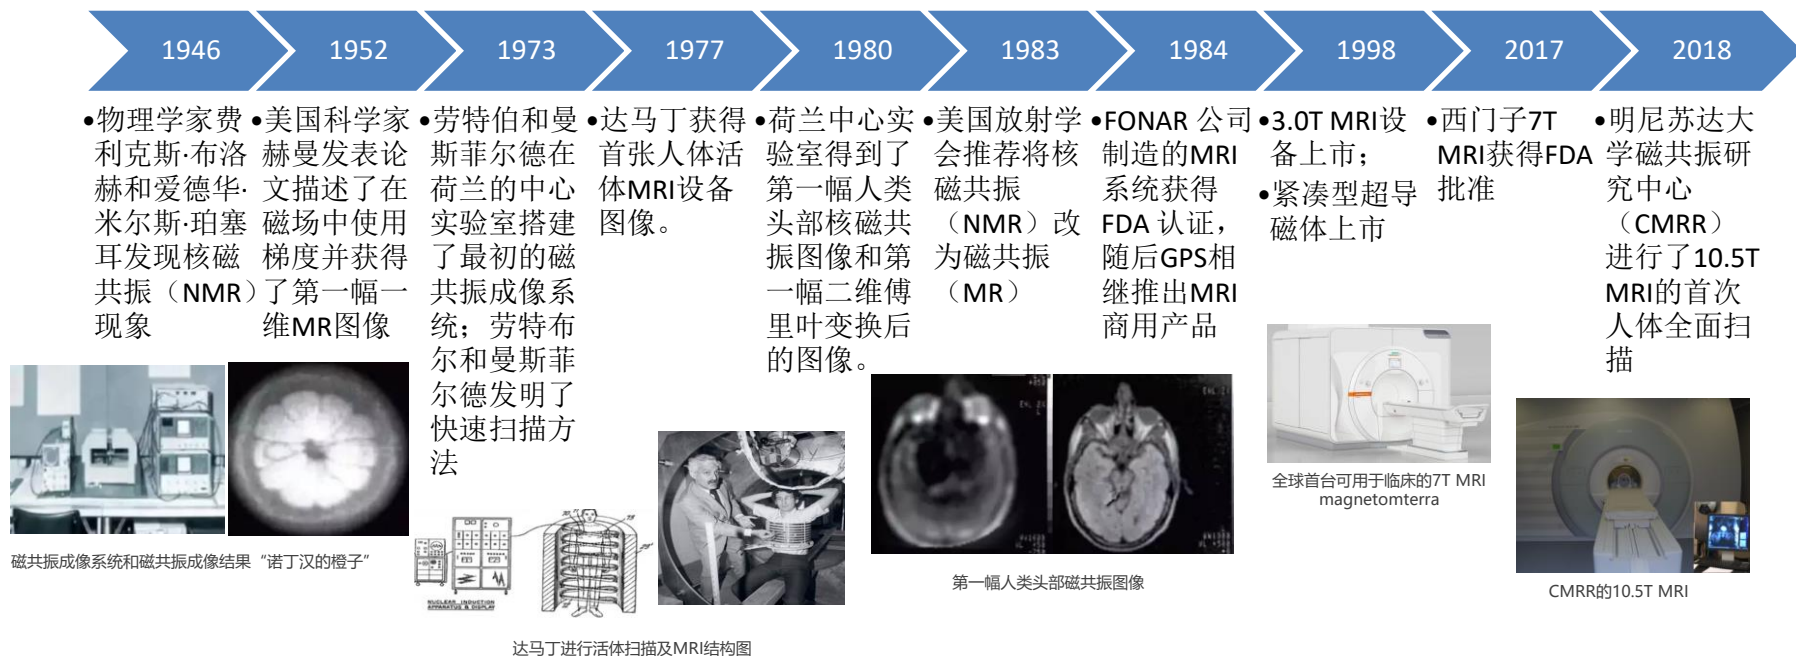 1946
1952
1973
1977
1980
1983
1984
1998
2017
2018
•物理学家费
利克斯·布洛
赫和爱德华·
米尔斯·珀塞
耳发现核磁
共振（NMR）
现象
•美国科学家
赫曼发表论
文描述了在
磁场中使用
梯度并获得
了第一幅一
维MR图像
•劳特伯和曼
斯菲尔德在
荷兰的中心
实验室搭建
了最初的磁
共振成像系
统；劳特布
尔和曼斯菲
尔德发明了
快速扫描方
法
•达马丁获得
首张人体活
体MRI设备
图像。
•荷兰中心实
验室得到了
第一幅人类
头部核磁共
振图像和第
一幅二维傅
里叶变换后
的图像。
•美国放射学
会推荐将核
磁共振
（NMR）改
为磁共振
（MR）
•FONAR 公司
制造的MRI
系统获得
FDA 认证，
随后GPS相
继推出MRI
商用产品
•3.0T MRI设
备上市；
•紧凑型超导
磁体上市
•西门子7T
MRI获得FDA
批准
•明尼苏达大
学磁共振研
究中心
（CMRR）
进行了10.5T
MRI的首次
人体全面扫
描
磁共振成像系统和磁共振成像结果“诺丁汉的橙子”
NUCLEAR INDUCTION
APPARATUS & DISPLAY
达马丁进行活体扫描及MRI结构图
第一幅人类头部磁共振图像
全球首台可用于临床的7T MRI
magnetomterra
CMRR的10.5T MRI